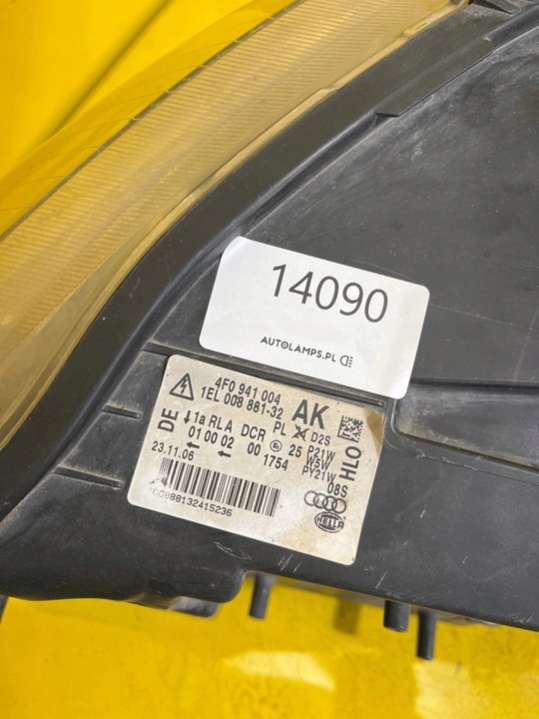 14090
AUTOLAMPS.PL
4F0 941 004
1EL 008 881-32
AK
DE
1a RL A DCR PL D2S
01 00 02 00 1754 25 P21W
W5W
PY21W
HLO
23.11.06
08S
HELLA